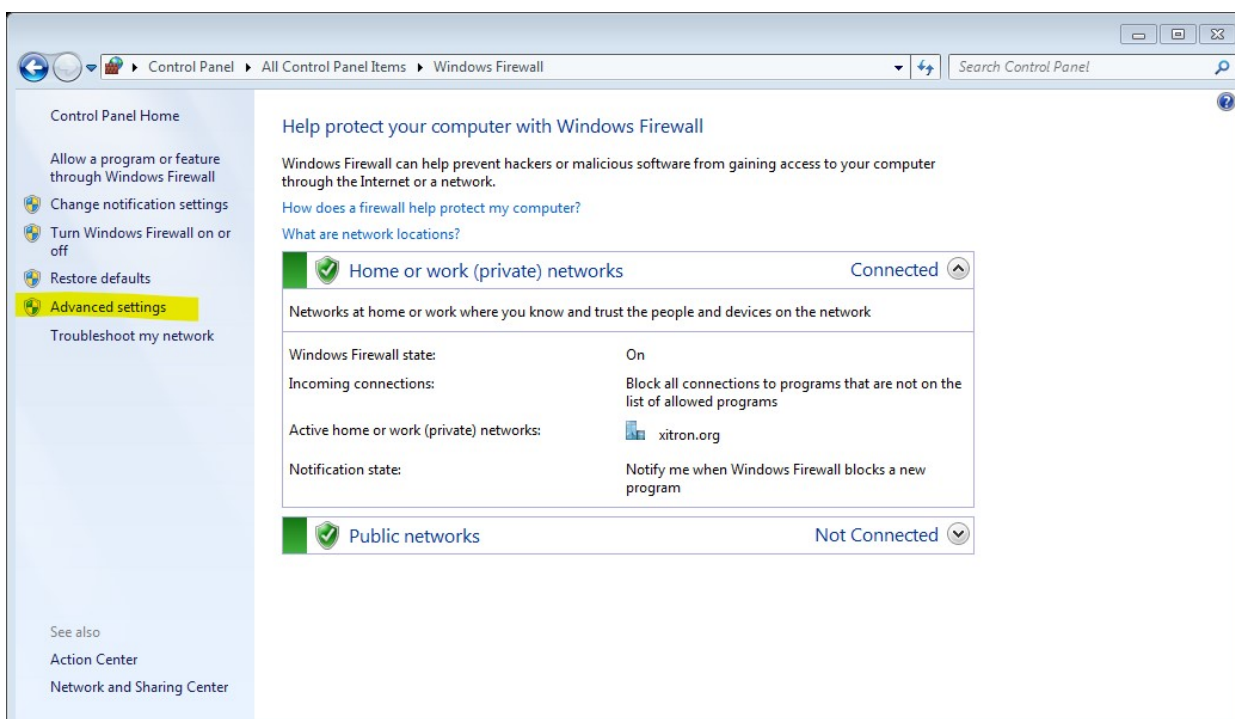 Control Panel ▸ All Control Panel Items ▸ Windows Firewall
Search Control Panel
Control Panel Home
Allow a program or feature
through Windows Firewall
Change notification settings
Turn Windows Firewall on or
off
Restore defaults
Advanced settings
Troubleshoot my network
See also
Action Center
Network and Sharing Center
Help protect your computer with Windows Firewall
Windows Firewall can help prevent hackers or malicious software from gaining access to your computer
through the Internet or a network.
How does a firewall help protect my computer?
What are network locations?
Home or work (private) networks Connected
Networks at home or work where you know and trust the people and devices on the network
Windows Firewall state: On
Incoming connections: Block all connections to programs that are not on the
list of allowed programs
Active home or work (private) networks: xitron.org
Notification state: Notify me when Windows Firewall blocks a new
program
Public networks Not Connected